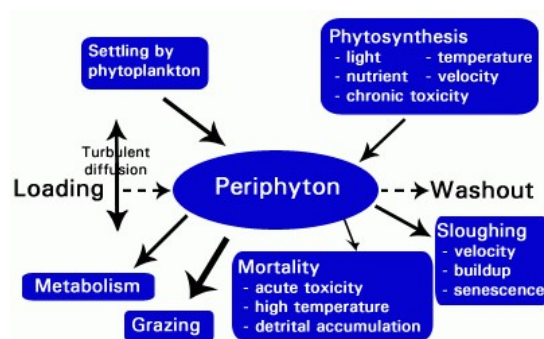 Settling by
phytoplankton
Phytosynthesis
- light - temperature
- nutrient - velocity
- chronic toxicity
Turbulent
diffusion
Loading
Periphyton
Washout
Sloughing
- velocity
- buildup
- senescence
Metabolism
Mortality
- acute toxicity
- high temperature
- detrital accumulation
Grazing